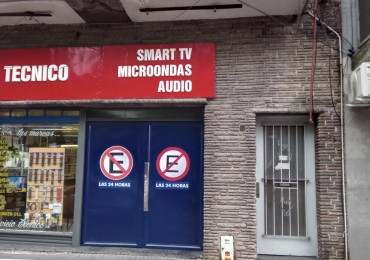 TECNICO
SMART TV
MICROONDAS
AUDIO
E
LAS 24 HORAS
E
LAS 24 HORAS